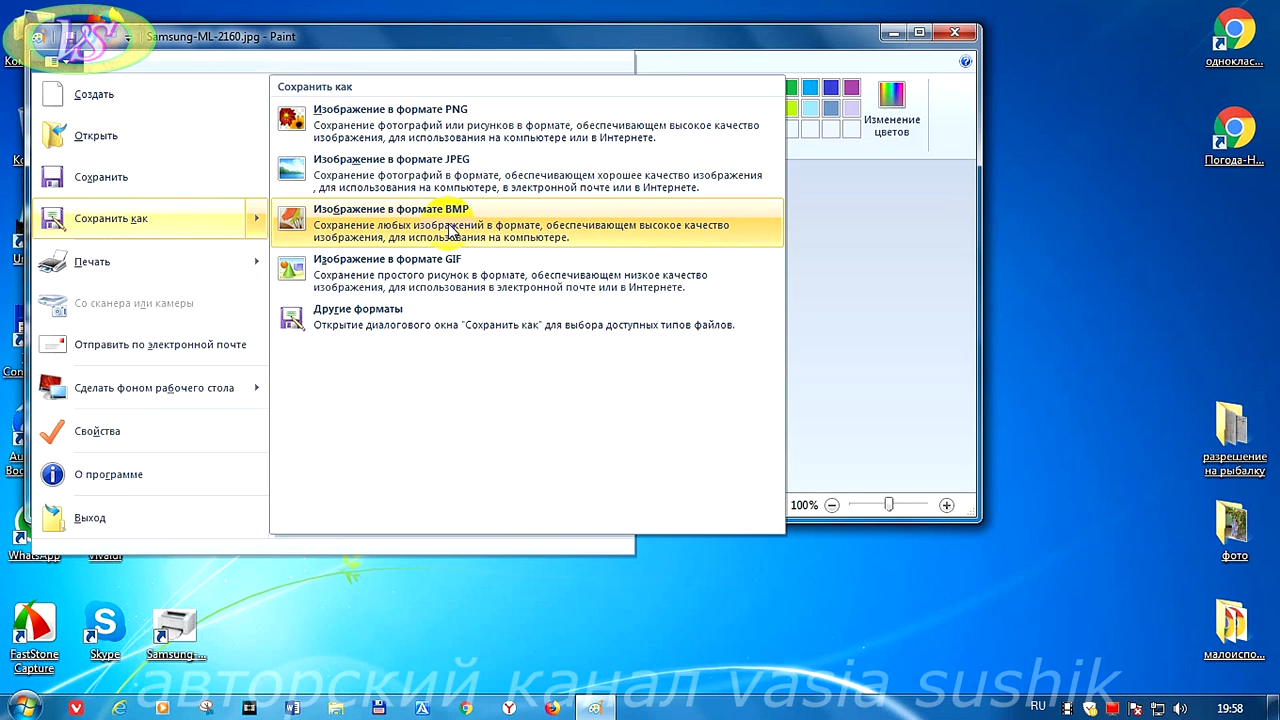 VS
Samsung-ML-2160.jpg - Paint
Создать
Открыть
Сохранить
Сохранить как
Печать
Со сканера или камеры
Отправить по электронной почте
Сделать фоном рабочего стола
Свойства
О программе
Выход
Сохранить как
Изображение в формате PNG
Сохранение фотографий или рисунков в формате, обеспечивающем высокое качество
изображения, для использования на компьютере или в Интернете.
Изображение в формате JPEG
Сохранение фотографий в формате, обеспечивающем хорошее качество изображения
, для использования на компьютере, в электронной почте или в Интернете.
Изображение в формате BMP
Сохранение любых изображений в формате, обеспечивающем высокое качество
изображения, для использования на компьютере.
Изображение в формате GIF
Сохранение простого рисунок в формате, обеспечивающем низкое качество
изображения, для использования в электронной почте или в Интернете.
Другие форматы
Открытие диалогового окна "Сохранить как" для выбора доступных типов файлов.
Изменение
цветов
100%
одноклас...
Погода-Н...
разрешение
на рыбалку
фото
малоиспо...
WhatsApp
Vivaldi
FastStone
Capture
Skype
Samsung-...
авторский канал vasia sushik
RU
19:58